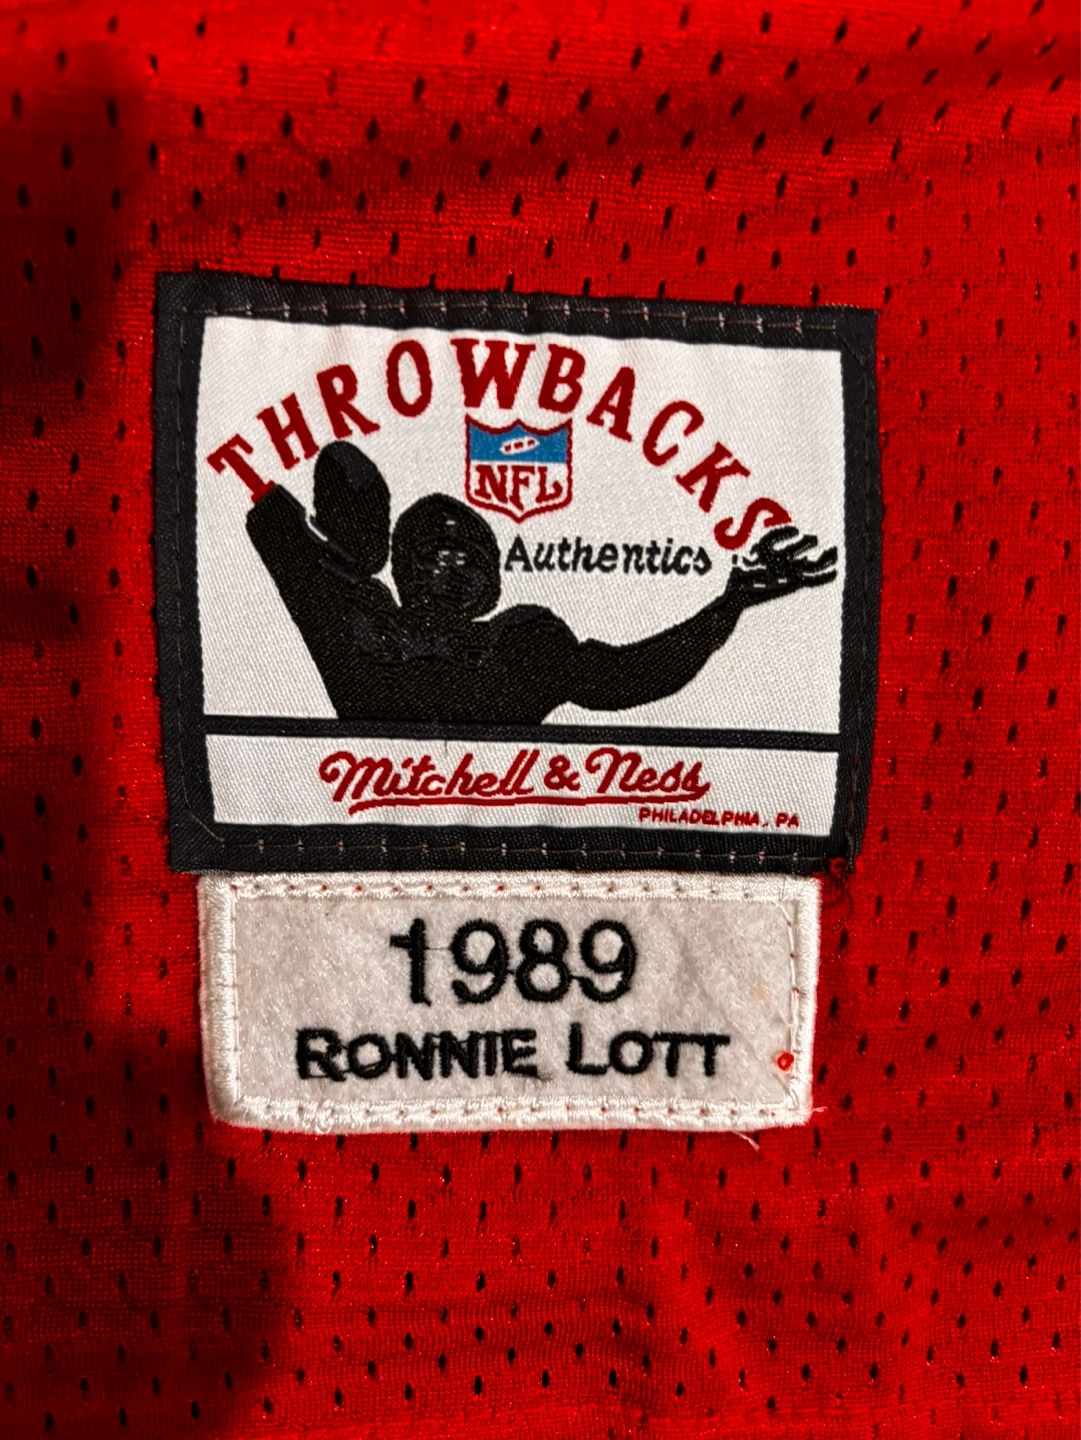 THROWBACKS
NFL
Authentics
Mitchell & Ness
PHILADELPHIA, PA
1989
RONNIE LOTT